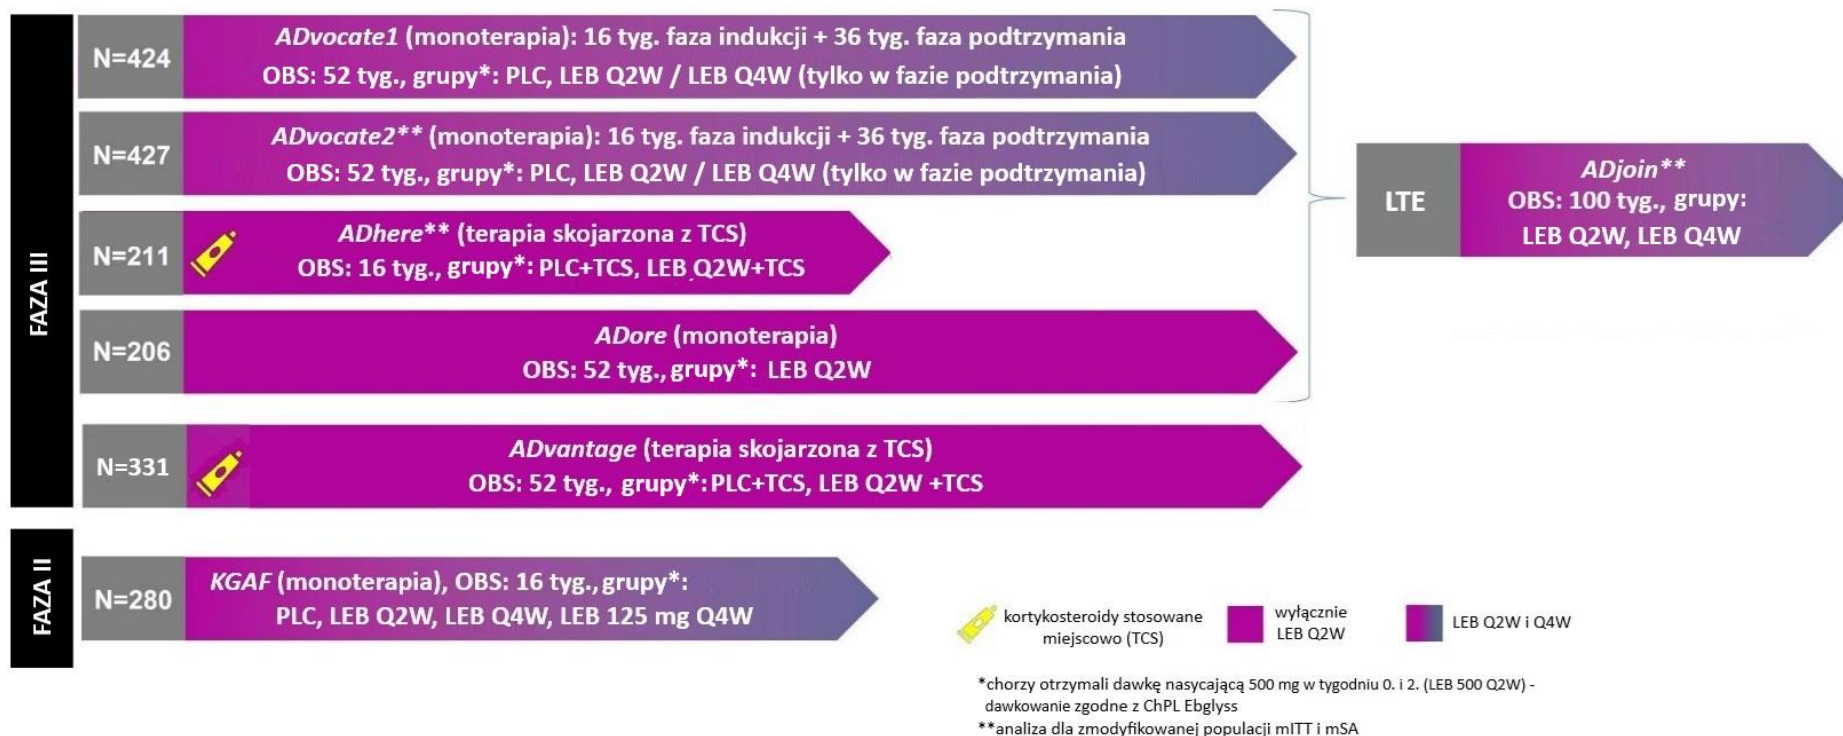 FAZA III
N=424
ADvocate1 (monoterapia): 16 tyg. faza indukcji + 36 tyg. faza podtrzymania
OBS: 52 tyg., grupy*: PLC, LEB Q2W / LEB Q4W (tylko w fazie podtrzymania)
N=427
ADvocate2** (monoterapia): 16 tyg. faza indukcji + 36 tyg. faza podtrzymania
OBS: 52 tyg., grupy*: PLC, LEB Q2W / LEB Q4W (tylko w fazie podtrzymania)
N=211
ADhere** (terapia skojarzona z TCS)
OBS: 16 tyg., grupy*: PLC+TCS, LEB Q2W+TCS
N=206
ADore (monoterapia)
OBS: 52 tyg., grupy*: LEB Q2W
LTE
ADjoin**
OBS: 100 tyg., grupy:
LEB Q2W, LEB Q4W
N=331
ADvantage (terapia skojarzona z TCS)
OBS: 52 tyg., grupy*: PLC+TCS, LEB Q2W +TCS
FAZA II
N=280
KGAF (monoterapia), OBS: 16 tyg., grupy*:
PLC, LEB Q2W, LEB Q4W, LEB 125 mg Q4W
kortykosteroidy stosowane
miejscowo (TCS)
wyłącznie
LEB Q2W
LEB Q2W i Q4W
*chorzy otrzymali dawkę nasycającą 500 mg w tygodniu 0. i 2. (LEB 500 Q2W) -
dawkowanie zgodne z ChPL Ebglyss
**analiza dla zmodyfikowanej populacji mITT i mSA